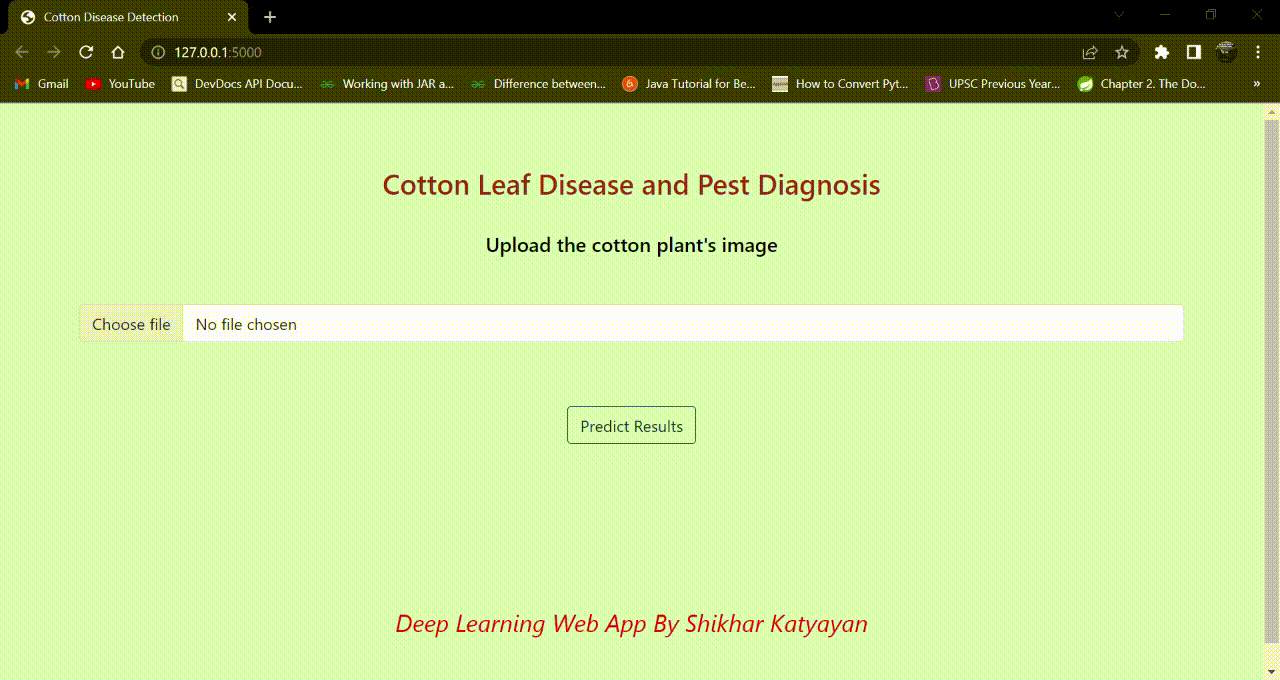 Cotton Disease Detection
127.0.0.1:5000
Gmail YouTube DevDocs API Docu... Working with JAR a... Difference between... Java Tutorial for Be... How to Convert Pyt... UPSC Previous Year... Chapter 2. The Do... »
Cotton Leaf Disease and Pest Diagnosis
Upload the cotton plant's image
Choose file No file chosen
Predict Results
Deep Learning Web App By Shikhar Katyayan